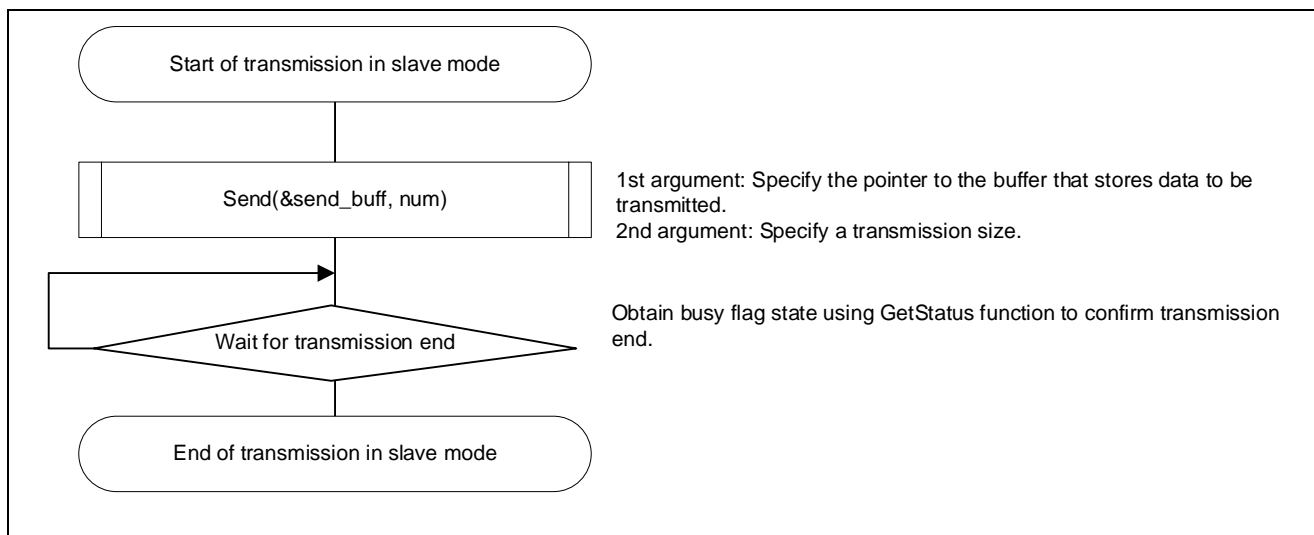 Start of transmission in slave mode
Send(&send_buff, num)
1st argument: Specify the pointer to the buffer that stores data to be
transmitted.
2nd argument: Specify a transmission size.
Wait for transmission end
Obtain busy flag state using GetStatus function to confirm transmission
end.
End of transmission in slave mode